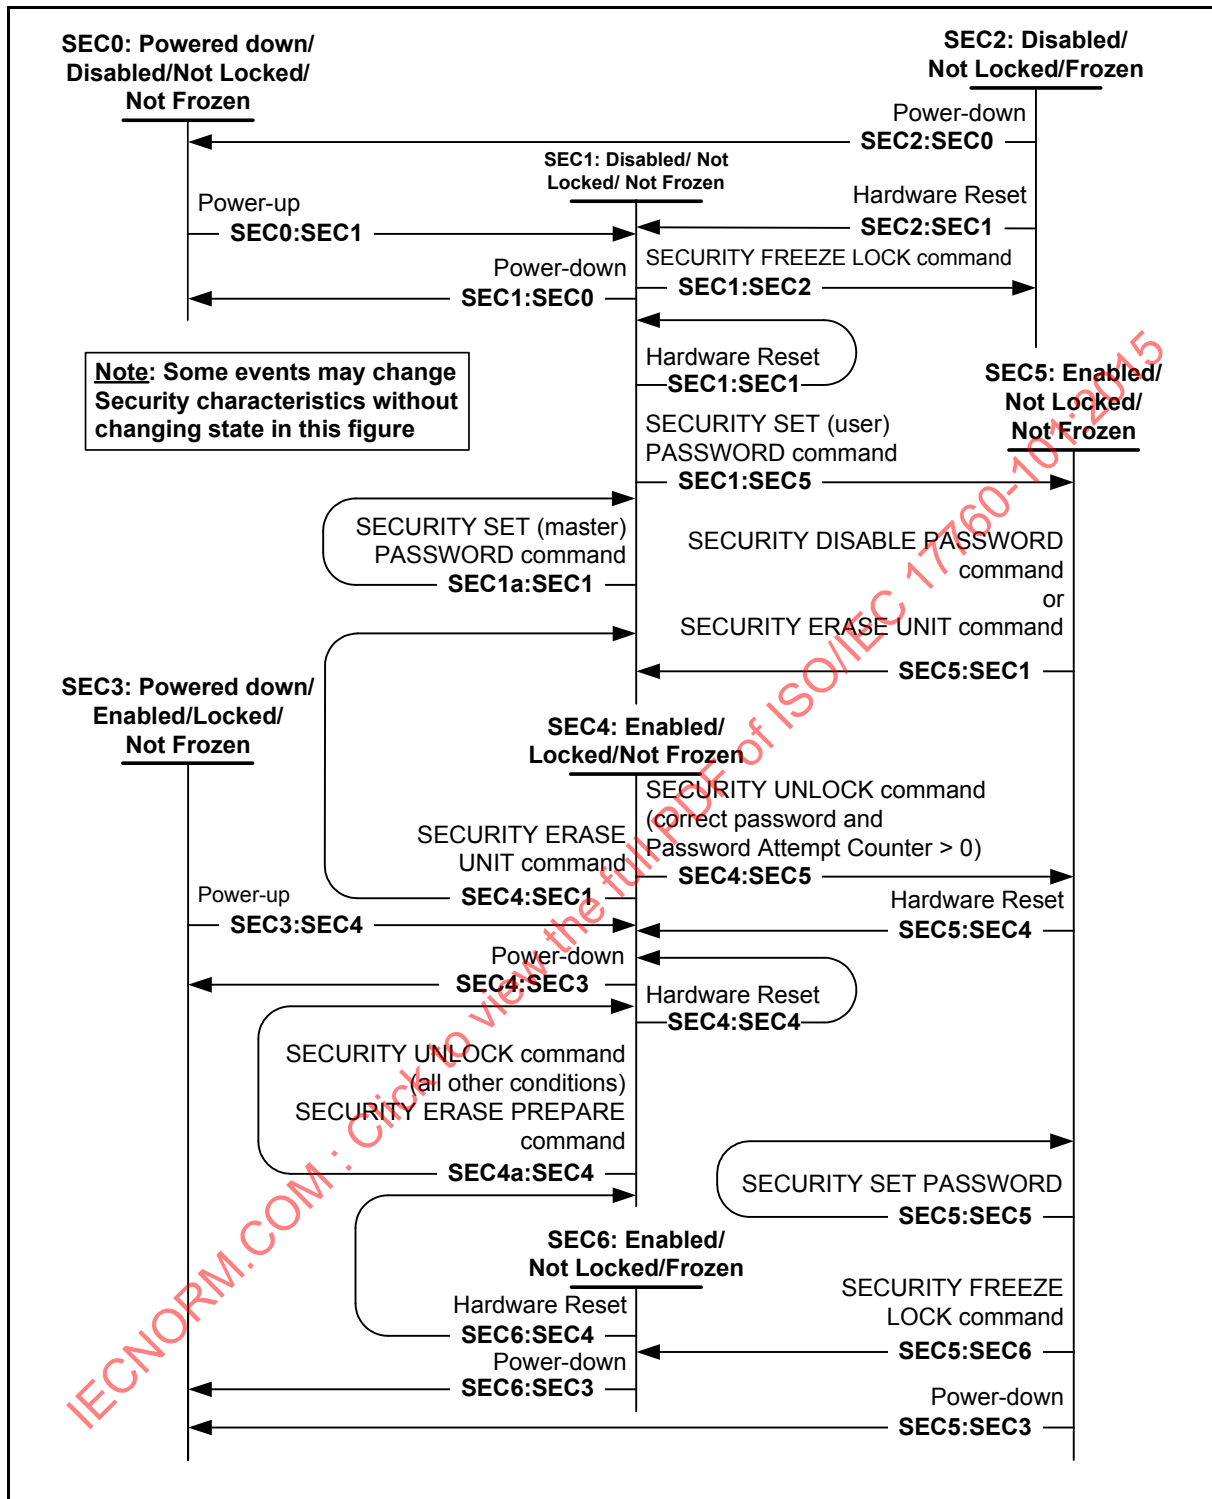 SEC0: Powered down/
Disabled/Not Locked/
Not Frozen
SEC2: Disabled/
Not Locked/Frozen
Power-down
SEC2:SEC0
SEC1: Disabled/ Not
Locked/ Not Frozen
Hardware Reset
SEC2:SEC1
Power-up
SEC0:SEC1
SECURITY FREEZE LOCK command
SEC1:SEC2
Power-down
SEC1:SEC0
Hardware Reset
SEC1:SEC1
Note: Some events may change
Security characteristics without
changing state in this figure
SEC5: Enabled/
Not Locked/
Not Frozen
SECURITY SET (user)
PASSWORD command
SEC1:SEC5
SECURITY SET (master)
PASSWORD command
SEC1a:SEC1
SECURITY DISABLE PASSWORD
command
or
SECURITY ERASE UNIT command
SEC5:SEC1
SEC3: Powered down/
Enabled/Locked/
Not Frozen
SEC4: Enabled/
Locked/Not Frozen
SECURITY UNLOCK command
(correct password and
Password Attempt Counter > 0)
SEC4:SEC5
SECURITY ERASE
UNIT command
SEC4:SEC1
Power-up
SEC3:SEC4
Hardware Reset
SEC5:SEC4
Power-down
SEC4:SEC3
Hardware Reset
SEC4:SEC4
SECURITY UNLOCK command
(all other conditions)
SECURITY ERASE PREPARE
command
SEC4a:SEC4
SECURITY SET PASSWORD
SEC5:SEC5
SEC6: Enabled/
Not Locked/Frozen
Hardware Reset
SEC6:SEC4
SECURITY FREEZE
LOCK command
SEC5:SEC6
Power-down
SEC6:SEC3
Power-down
SEC5:SEC3
IECNORM.COM : Click to view the full PDF of ISO/IEC 17760-101:2015